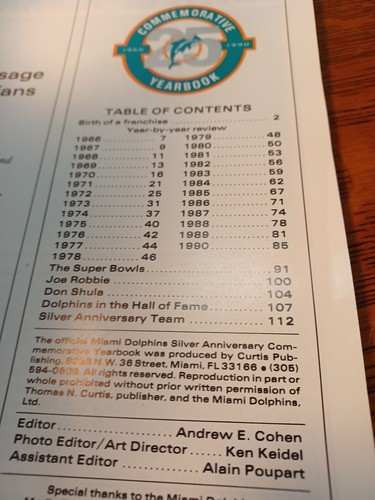 COMMEMORATIVE
25
1966 1990
YEARBOOK
ssage
ans
TABLE OF CONTENTS
Birth of a franchise ........ 2
Year-by-year review
1966 ........ 7 1979 ........ 48
1967 ........ 9 1980 ........ 50
1968 ........ 11 1981 ........ 53
1969 ........ 13 1982 ........ 56
1970 ........ 16 1983 ........ 59
1971 ........ 21 1984 ........ 62
1972 ........ 25 1985 ........ 67
1973 ........ 31 1986 ........ 71
1974 ........ 37 1987 ........ 74
1975 ........ 40 1988 ........ 78
1976 ........ 42 1989 ........ 81
1977 ........ 44 1990 ........ 85
1978 ........ 46
The Super Bowls ........ 91
Joe Robbie ........ 100
Don Shula ........ 104
Dolphins in the Hall of Fame ........ 107
Silver Anniversary Team ........ 112
The official Miami Dolphins Silver Anniversary Com-
memorative Yearbook was produced by Curtis Pub-
lishing, N.W. 36 Street, Miami, FL 33166 • (305)
All rights reserved. Reproduction in part or
whole prohibited without prior written permission of
Thomas N. Curtis, publisher, and the Miami Dolphins,
Ltd.
Editor ........ Andrew E. Cohen
Photo Editor/Art Director ...... Ken Keidel
Assistant Editor ........ Alain Poupart
Special thanks to the Miami